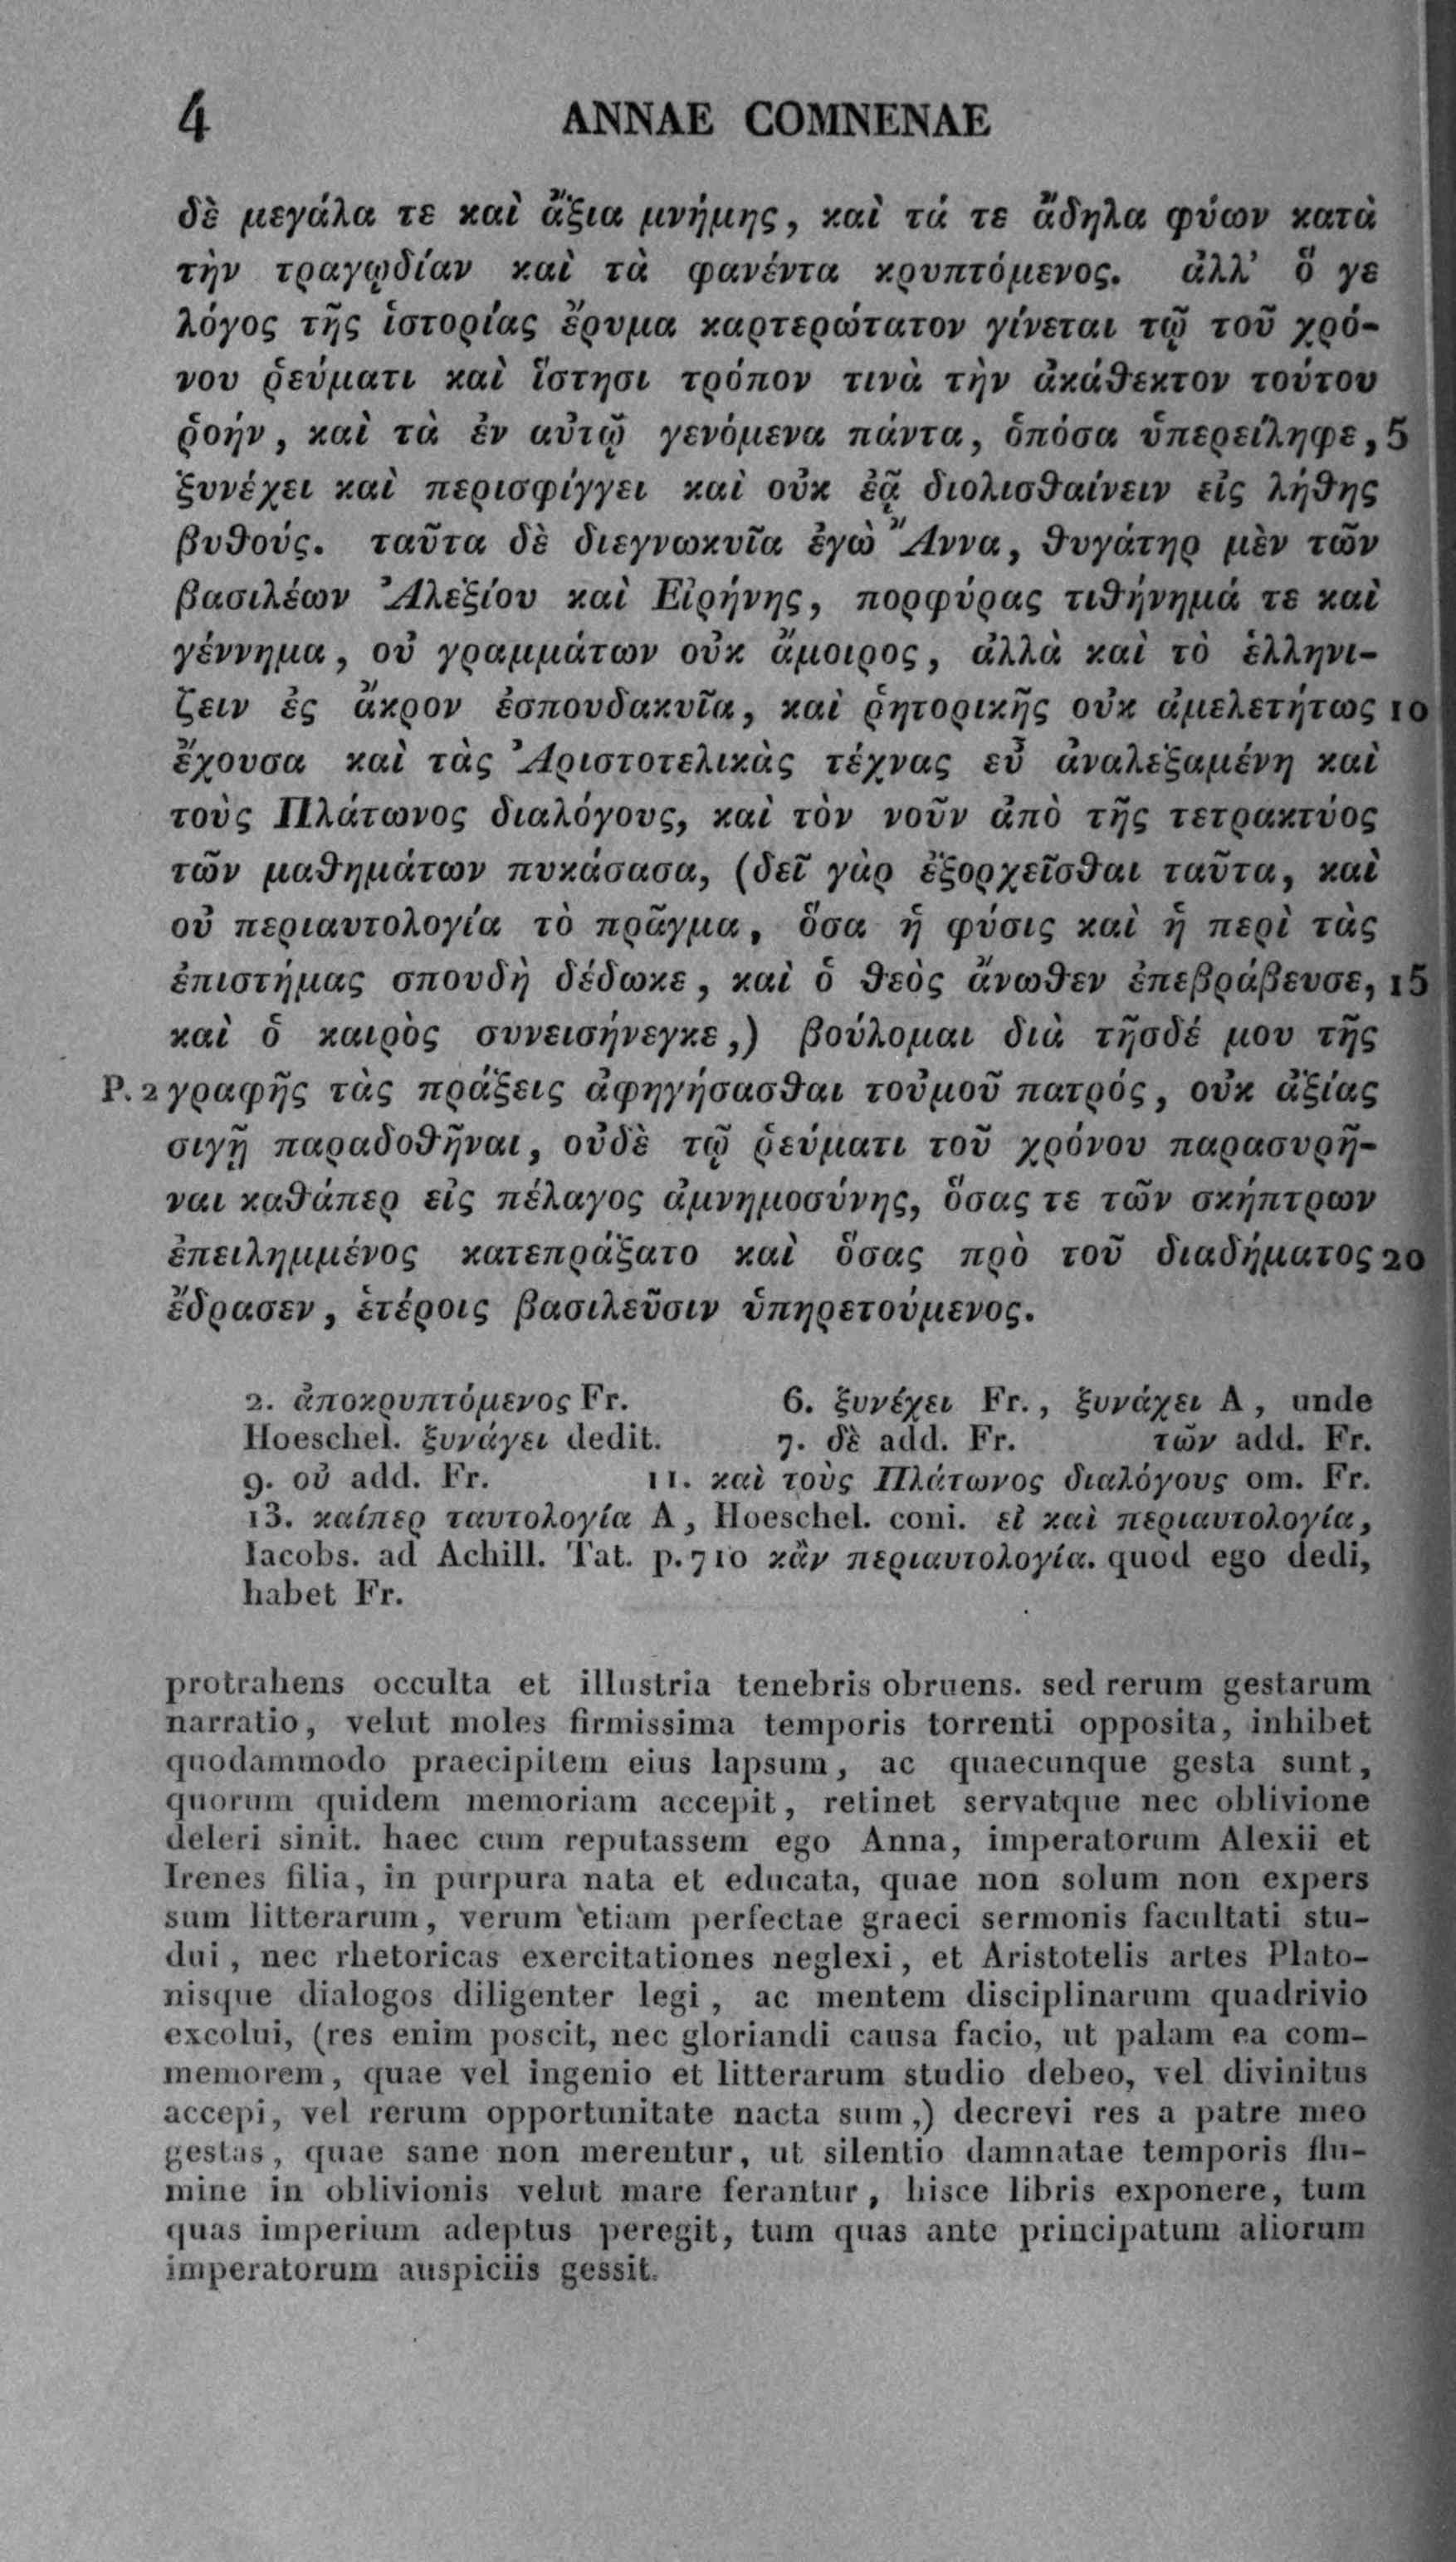 4 ANNAE COMNENAE
δὲ μεγάλα τε καὶ ἄξια μνήμης, καὶ τά τε ἄδηλα φύων κατὰ
τὴν τραγῳδίαν καὶ τὰ φανέντα κρυπτόμενος. ἀλλ' ὅ γε
λόγος τῆς ἱστορίας ἔρυμα καρτερώτατον γίνεται τῷ τοῦ χρό-
νου ῥεύματι καὶ ἵστησι τρόπον τινὰ τὴν ἀκάθεκτον τούτου
ῥοήν, καὶ τὰ ἐν αὐτῷ γενόμενα πάντα, ὁπόσα ὑπερείληφε, 5
ξυνέχει καὶ περισφίγγει καὶ οὐκ ἐᾷ διολισθαίνειν εἰς λήθης
βυθούς. ταῦτα δὲ διεγνωκυῖα ἐγὼ Ἄννα, θυγάτηρ μὲν τῶν
βασιλέων Ἀλεξίου καὶ Εἰρήνης, πορφύρας τιθήνημά τε καὶ
γέννημα, οὐ γραμμάτων οὐκ ἄμοιρος, ἀλλὰ καὶ τὸ ἑλληνι-
ζειν ἐς ἄκρον ἐσπουδακυῖα, καὶ ῥητορικῆς οὐκ ἀμελετήτως 10
ἔχουσα καὶ τὰς Ἀριστοτελικὰς τέχνας εὖ ἀναλεξαμένη καὶ
τοὺς Πλάτωνος διαλόγους, καὶ τὸν νοῦν ἀπὸ τῆς τετρακτύος
τῶν μαθημάτων πυκάσασα, (δεῖ γὰρ ἐξορχεῖσθαι ταῦτα, καὶ
οὐ περιαυτολογία τὸ πρᾶγμα, ὅσα ἡ φύσις καὶ ἡ περὶ τὰς
ἐπιστήμας σπουδὴ δέδωκε, καὶ ὁ θεὸς ἄνωθεν ἐπεβράβευσε, 15
καὶ ὁ καιρὸς συνεισήνεγκε,) βούλομαι διὰ τῆσδέ μου τῆς
P. 2 γραφῆς τὰς πράξεις ἀφηγήσασθαι τοὐμοῦ πατρός, οὐκ ἀξίας
σιγῇ παραδοθῆναι, οὐδὲ τῷ ῥεύματι τοῦ χρόνου παρασυρῆ-
ναι καθάπερ εἰς πέλαγος ἀμνημοσύνης, ὅσας τε τῶν σκήπτρων
ἐπειλημμένος κατεπράξατο καὶ ὅσας πρὸ τοῦ διαδήματος 20
ἔδρασεν, ἑτέροις βασιλεῦσιν ὑπηρετούμενος.
2. ἀποκρυπτόμενος Fr. 6. ξυνέχει Fr., ξυνάχει A, unde
Hoeschel. ξυνάγει dedit. 7. δὲ add. Fr. τῶν add. Fr.
9. οὐ add. Fr. 11. καὶ τοὺς Πλάτωνος διαλόγους om. Fr.
13. καίπερ ταυτολογία A, Hoeschel. coni. εἰ καὶ περιαυτολογία,
Iacobs. ad Achill. Tat. p. 710 κἂν περιαυτολογία. quod ego dedi,
habet Fr.
protrahens occulta et illustria tenebris obruens. sed rerum gestarum
narratio, velut moles firmissima temporis torrenti opposita, inhibet
quodammodo praecipitem eius lapsum, ac quaecunque gesta sunt,
quorum quidem memoriam accepit, retinet servatque nec oblivione
deleri sinit. haec cum reputassem ego Anna, imperatorum Alexii et
Irenes filia, in purpura nata et educata, quae non solum non expers
sum litterarum, verum etiam perfectae graeci sermonis facultati stu-
dui, nec rhetoricas exercitationes neglexi, et Aristotelis artes Plato-
nisque dialogos diligenter legi, ac mentem disciplinarum quadrivio
excolui, (res enim poscit, nec gloriandi causa facio, ut palam ea com-
memorem, quae vel ingenio et litterarum studio debeo, vel divinitus
accepi, vel rerum opportunitate nacta sum,) decrevi res a patre meo
gestas, quae sane non merentur, ut silentio damnatae temporis flu-
mine in oblivionis velut mare ferantur, hisce libris exponere, tum
quas imperium adeptus peregit, tum quas ante principatum aliorum
imperatorum auspiciis gessit.